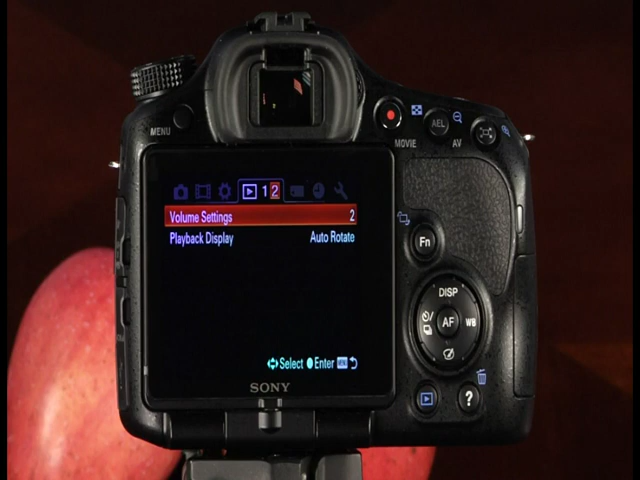 MENU
MOVIE
AEL
AV
1 2
Volume Settings 2
Playback Display Auto Rotate
Select Enter MENU
SONY
Fn
DISP
AF
WB
?